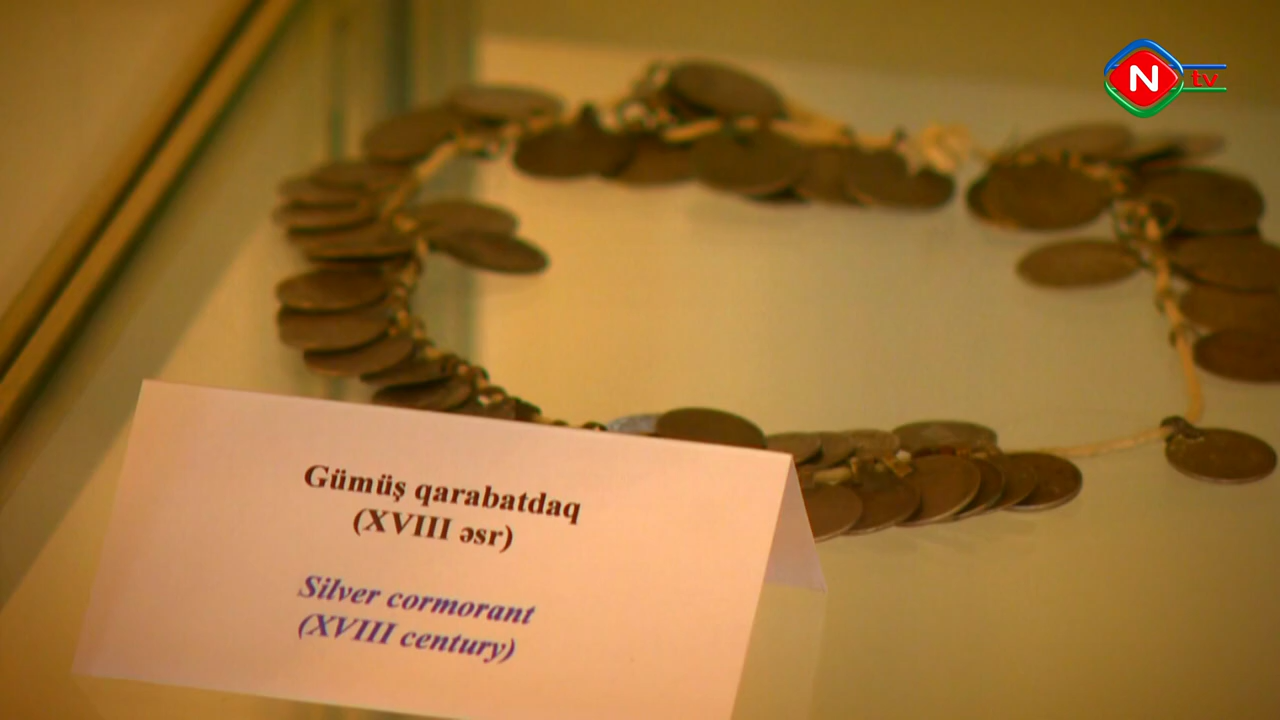 N tv
Gümüş qarabatdaq
(XVIII əsr)
Silver cormorant
(XVIII century)